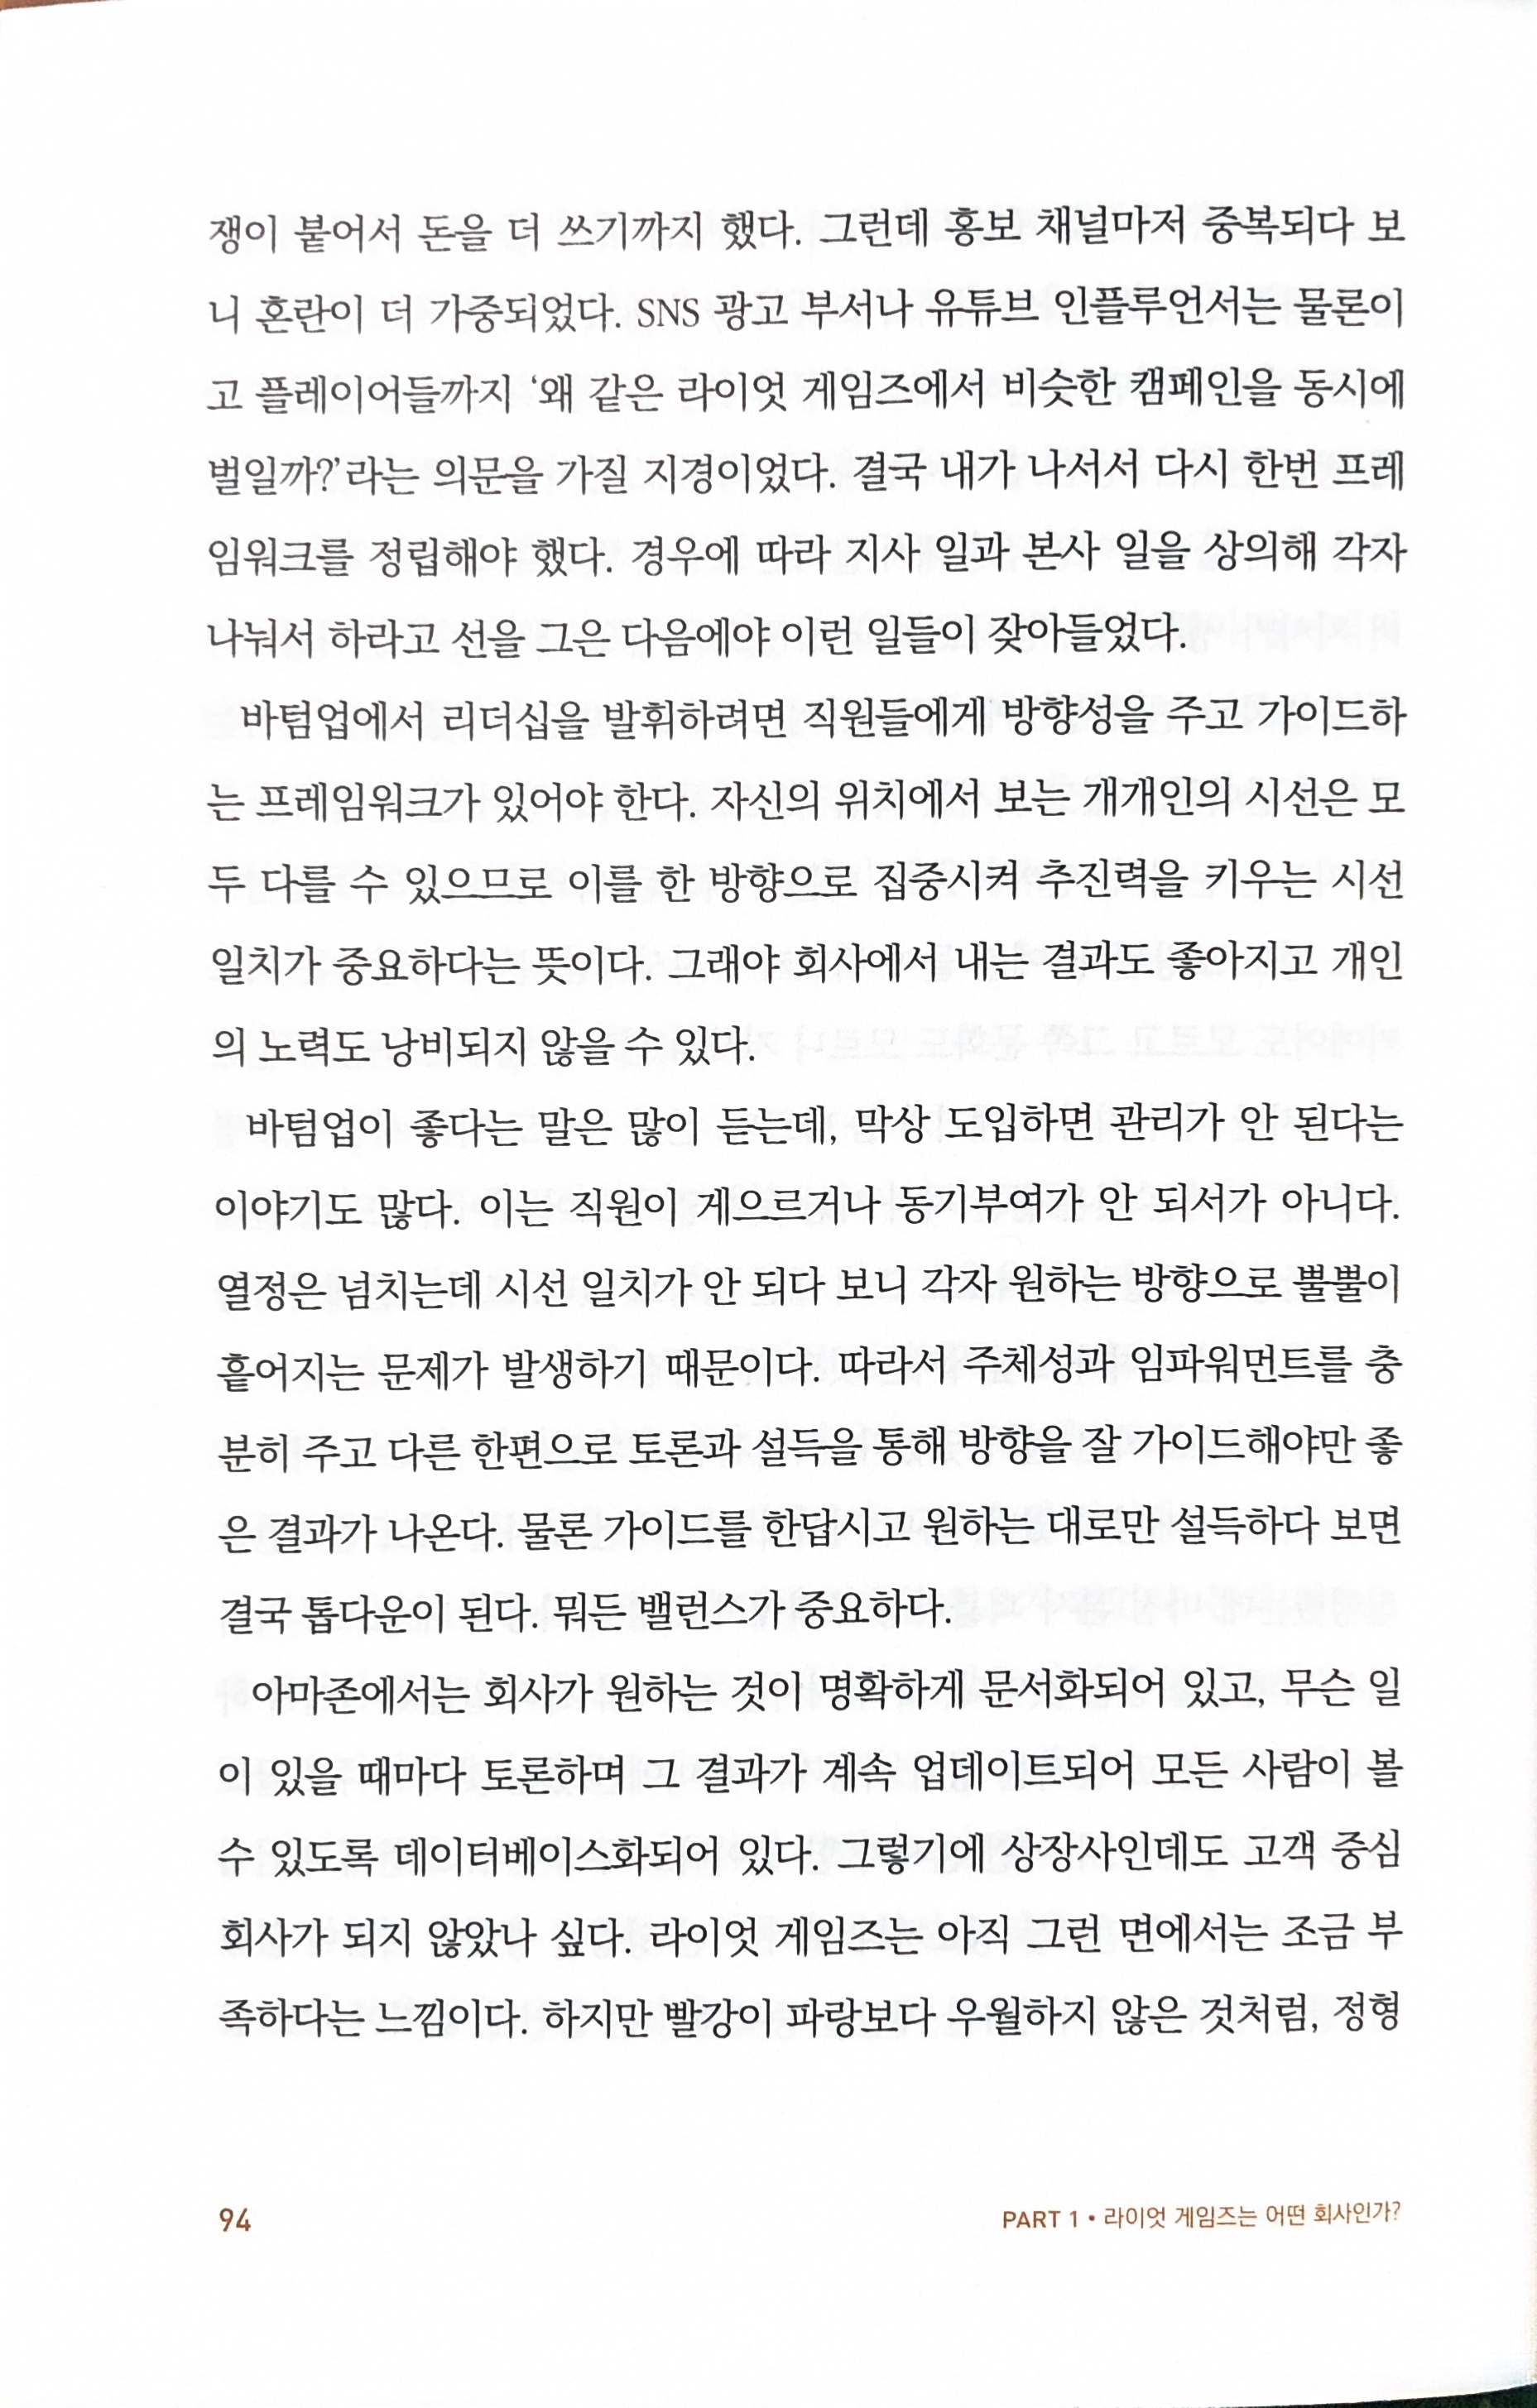 쟁이 붙어서 돈을 더 쓰기까지 했다. 그런데 홍보 채널마저 중복되다 보
니 혼란이 더 가중되었다. SNS 광고 부서나 유튜브 인플루언서는 물론이
고 플레이어들까지 ‘왜 같은 라이엇 게임즈에서 비슷한 캠페인을 동시에
벌일까?’라는 의문을 가질 지경이었다. 결국 내가 나서서 다시 한번 프레
임워크를 정립해야 했다. 경우에 따라 지사 일과 본사 일을 상의해 각자
나눠서 하라고 선을 그은 다음에야 이런 일들이 잦아들었다.
바텀업에서 리더십을 발휘하려면 직원들에게 방향성을 주고 가이드하
는 프레임워크가 있어야 한다. 자신의 위치에서 보는 개개인의 시선은 모
두 다를 수 있으므로 이를 한 방향으로 집중시켜 추진력을 키우는 시선
일치가 중요하다는 뜻이다. 그래야 회사에서 내는 결과도 좋아지고 개인
의 노력도 낭비되지 않을 수 있다.
바텀업이 좋다는 말은 많이 듣는데, 막상 도입하면 관리가 안 된다는
이야기도 많다. 이는 직원이 게으르거나 동기부여가 안 되서가 아니다.
열정은 넘치는데 시선 일치가 안 되다 보니 각자 원하는 방향으로 뿔뿔이
흩어지는 문제가 발생하기 때문이다. 따라서 주체성과 임파워먼트를 충
분히 주고 다른 한편으로 토론과 설득을 통해 방향을 잘 가이드해야만 좋
은 결과가 나온다. 물론 가이드를 한답시고 원하는 대로만 설득하다 보면
결국 톱다운이 된다. 뭐든 밸런스가 중요하다.
아마존에서는 회사가 원하는 것이 명확하게 문서화되어 있고, 무슨 일
이 있을 때마다 토론하며 그 결과가 계속 업데이트되어 모든 사람이 볼
수 있도록 데이터베이스화되어 있다. 그렇기에 상장사인데도 고객 중심
회사가 되지 않았나 싶다. 라이엇 게임즈는 아직 그런 면에서는 조금 부
족하다는 느낌이다. 하지만 빨강이 파랑보다 우월하지 않은 것처럼, 정형
94
PART 1 • 라이엇 게임즈는 어떤 회사인가?